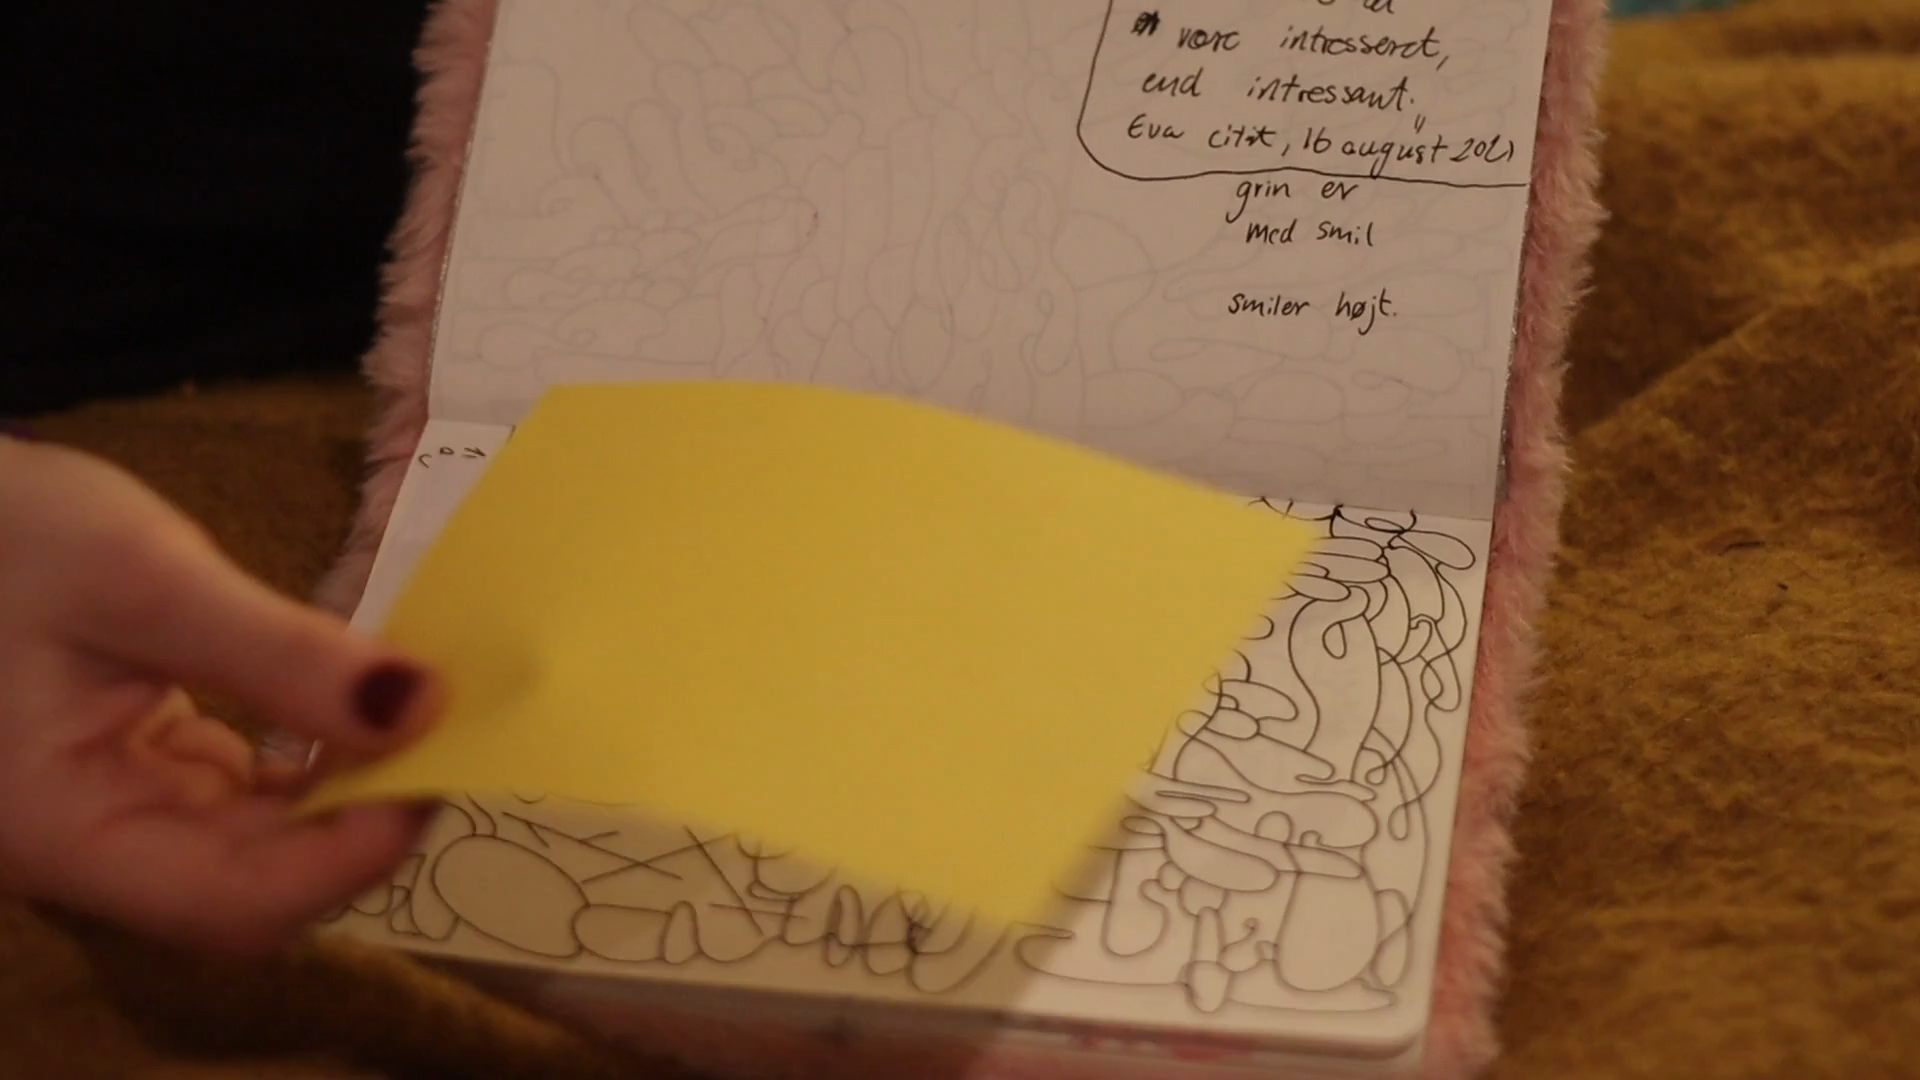 være intresseret,
end intressant."
Eva citat, 16 august 2021
grin er
med smil
smiler højt.